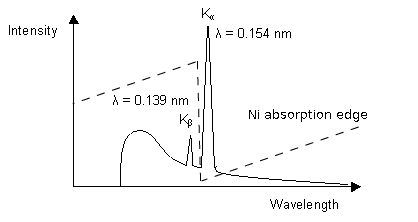 Kα
Intensity
λ = 0.154 nm
λ = 0.139 nm
Kβ
Ni absorption edge
Wavelength